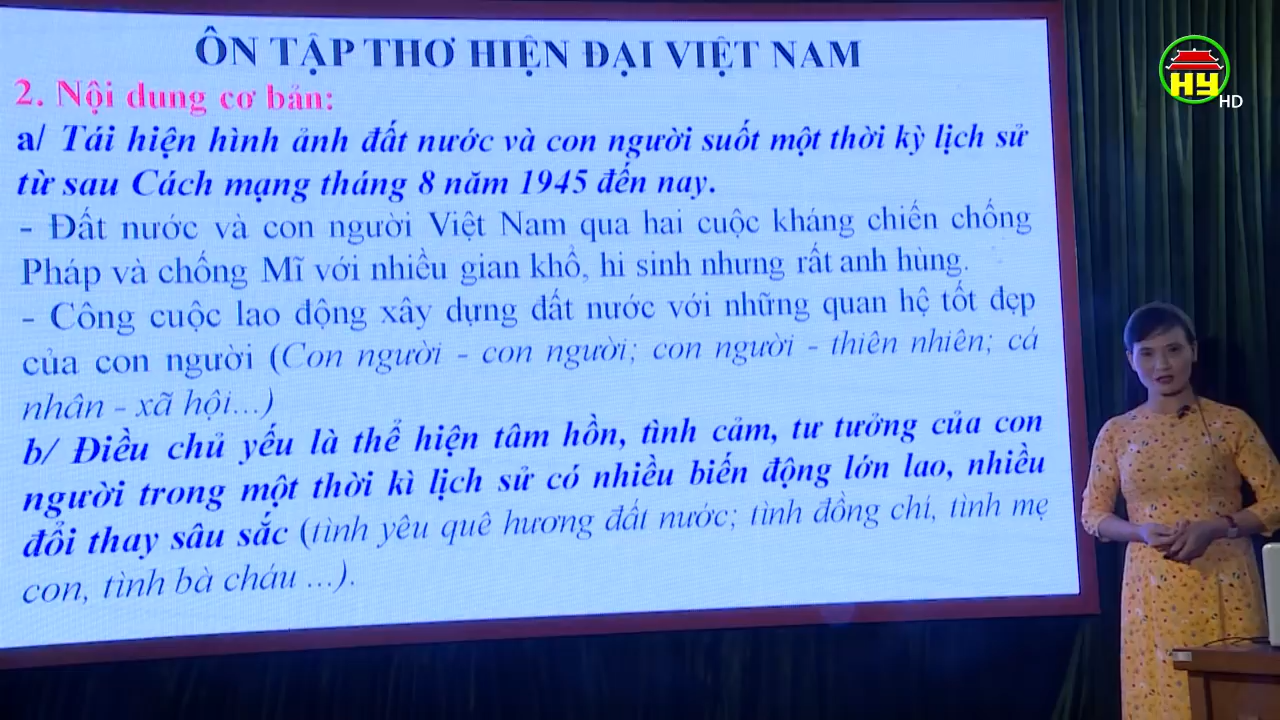 ÔN TẬP THƠ HIỆN ĐẠI VIỆT NAM
2. Nội dung cơ bản:
a/ Tái hiện hình ảnh đất nước và con người suốt một thời kỳ lịch sử
từ sau Cách mạng tháng 8 năm 1945 đến nay.
- Đất nước và con người Việt Nam qua hai cuộc kháng chiến chống
Pháp và chống Mĩ với nhiều gian khổ, hi sinh nhưng rất anh hùng.
- Công cuộc lao động xây dựng đất nước với những quan hệ tốt đẹp
của con người (Con người - con người; con người - thiên nhiên; cá
nhân - xã hội...)
b/ Điều chủ yếu là thể hiện tâm hồn, tình cảm, tư tưởng của con
người trong một thời kì lịch sử có nhiều biến động lớn lao, nhiều
đổi thay sâu sắc (tình yêu quê hương đất nước; tình đồng chí, tình mẹ
con, tình bà cháu ...).
HY
HD